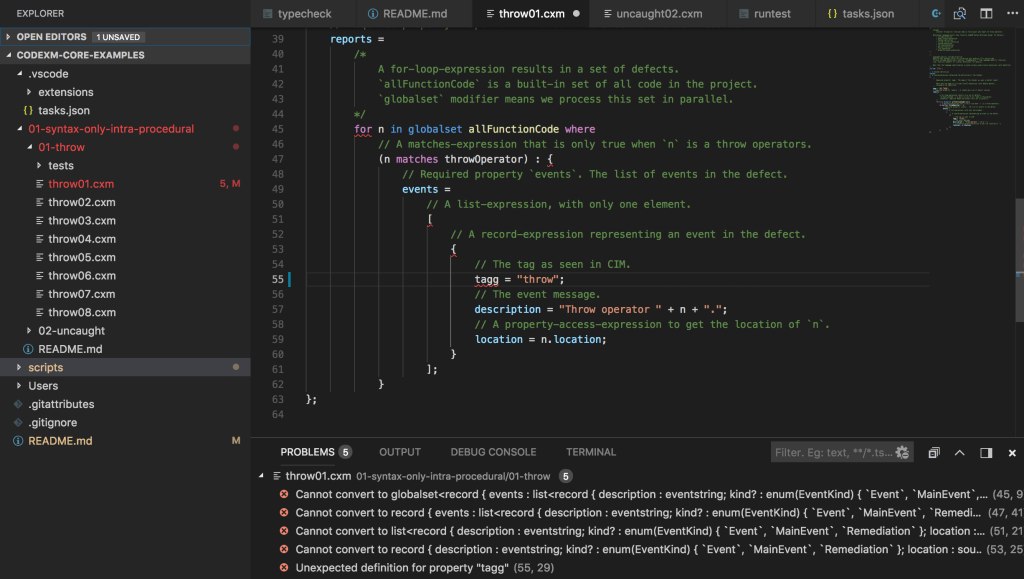 EXPLORER
OPEN EDITORS 1 UNSAVED
CODEXM-CORE-EXAMPLES
.vscode
extensions
{} tasks.json
01-syntax-only-intra-procedural
01-throw
tests
throw01.cxm 5, M
throw02.cxm
throw03.cxm
throw04.cxm
throw05.cxm
throw06.cxm
throw07.cxm
throw08.cxm
02-uncaught
README.md
scripts
Users
.gitattributes
.gitignore
README.md M
typecheck README.md throw01.cxm uncaught02.cxm runtest {} tasks.json
39 reports =
40 /*
41 A for-loop-expression results in a set of defects.
42 `allFunctionCode` is a built-in set of all code in the project.
43 `globalset` modifier means we process this set in parallel.
44 */
45 for n in globalset allFunctionCode where
46 // A matches-expression that is only true when `n` is a throw operators.
47 (n matches throwOperator) : {
48 // Required property `events`. The list of events in the defect.
49 events =
50 // A list-expression, with only one element.
51 [
52 // A record-expression representing an event in the defect.
53 {
54 // The tag as seen in CIM.
55 tagg = "throw";
56 // The event message.
57 description = "Throw operator " + n + ".";
58 // A property-access-expression to get the location of `n`.
59 location = n.location;
60 }
61 ];
62 }
63 };
64
PROBLEMS 5 OUTPUT DEBUG CONSOLE TERMINAL Filter. Eg: text, **/*.ts...
throw01.cxm 01-syntax-only-intra-procedural/01-throw 5
Cannot convert to globalset<record { events : list<record { description : eventstring; kind? : enum(EventKind) { `Event`, `MainEvent`,... (45, 9
Cannot convert to record { events : list<record { description : eventstring; kind? : enum(EventKind) { `Event`, `MainEvent`, `Remedi... (47, 41
Cannot convert to list<record { description : eventstring; kind? : enum(EventKind) { `Event`, `MainEvent`, `Remediation` }; location :... (51, 21
Cannot convert to record { description : eventstring; kind? : enum(EventKind) { `Event`, `MainEvent`, `Remediation` }; location : sou... (53, 25
Unexpected definition for property "tagg" (55, 29)